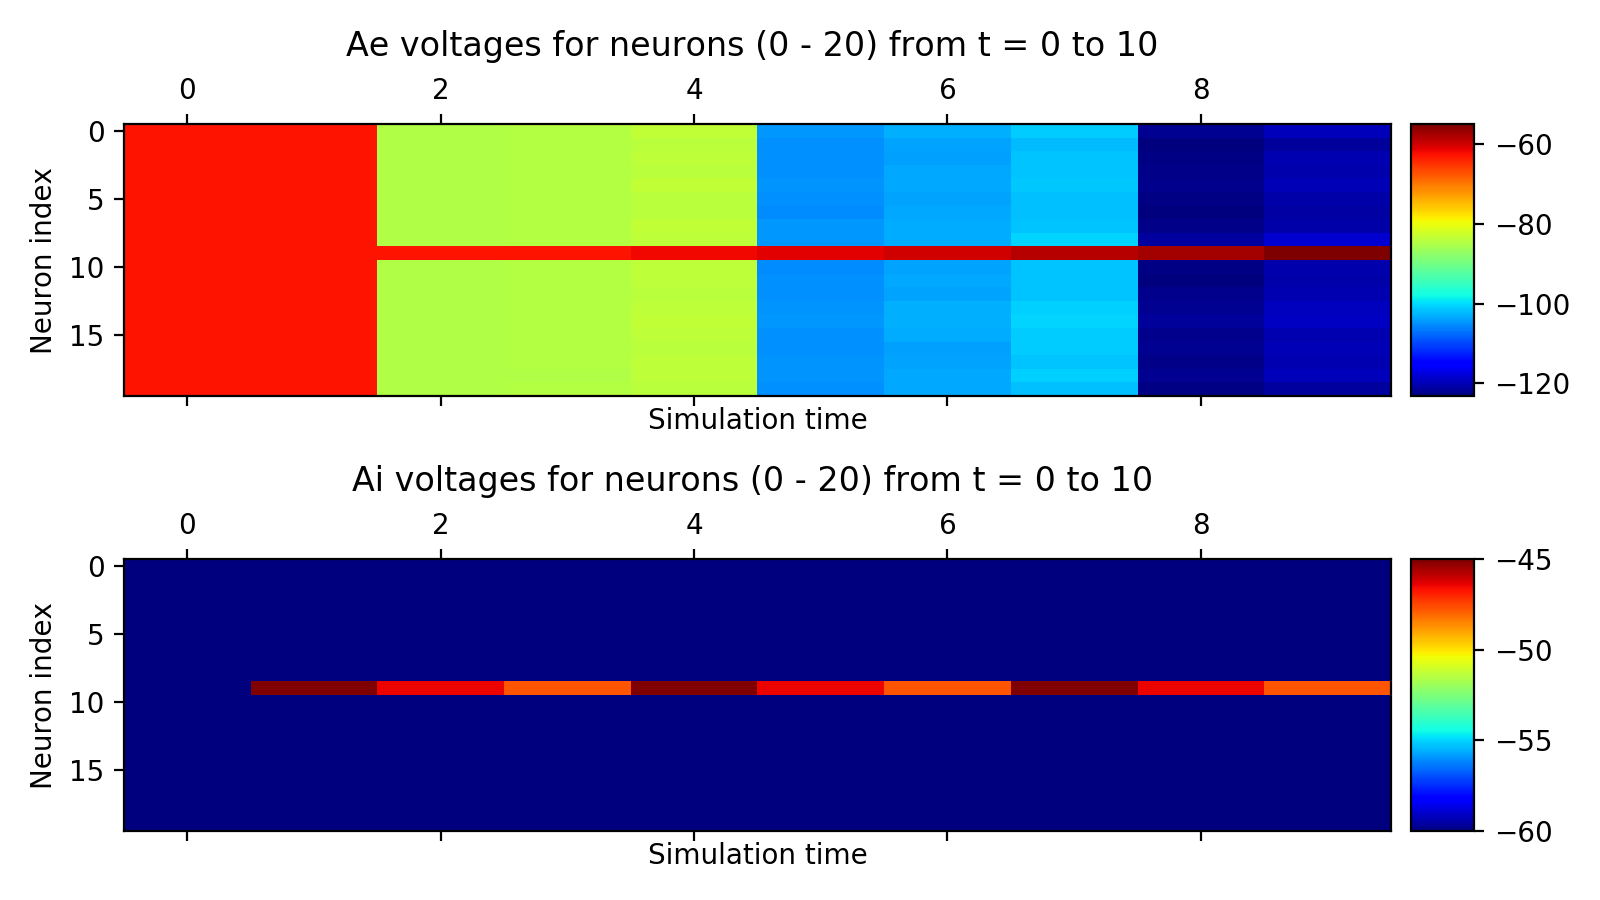 Ae voltages for neurons (0 - 20) from t = 0 to 10
0 2 4 6 8
0
5
10
15
Neuron index
Simulation time
−60
−80
−100
−120
Ai voltages for neurons (0 - 20) from t = 0 to 10
0 2 4 6 8
0
5
10
15
Neuron index
Simulation time
−45
−50
−55
−60